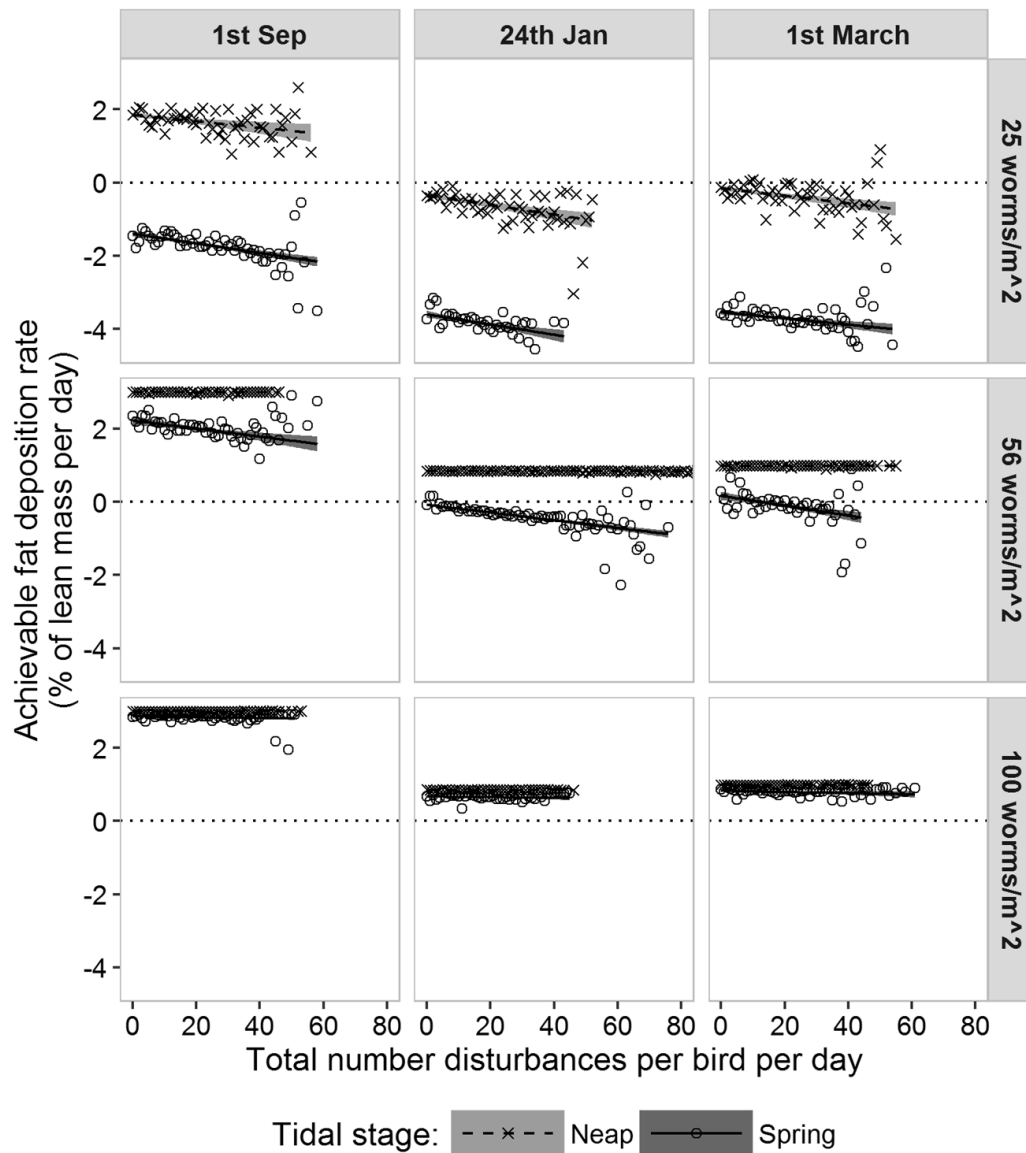 1st Sep
24th Jan
1st March
2
0
-2
-4
25 worms/m^2
2
0
-2
-4
56 worms/m^2
2
0
-2
-4
100 worms/m^2
Achievable fat deposition rate
(% of lean mass per day)
0 20 40 60 80
0 20 40 60 80
0 20 40 60 80
Total number disturbances per bird per day
Tidal stage: Neap Spring